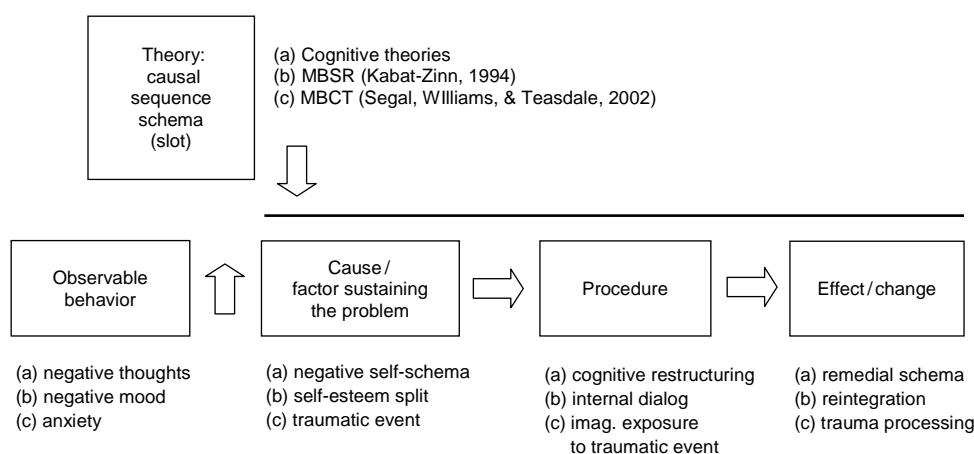 Theory:
causal
sequence
schema
(slot)
(a) Cognitive theories
(b) MBSR (Kabat-Zinn, 1994)
(c) MBCT (Segal, WIlliams, & Teasdale, 2002)
Observable
behavior
Cause/
factor sustaining
the problem
Procedure
Effect/change
(a) negative thoughts
(b) negative mood
(c) anxiety
(a) negative self-schema
(b) self-esteem split
(c) traumatic event
(a) cognitive restructuring
(b) internal dialog
(c) imag. exposure
to traumatic event
(a) remedial schema
(b) reintegration
(c) trauma processing